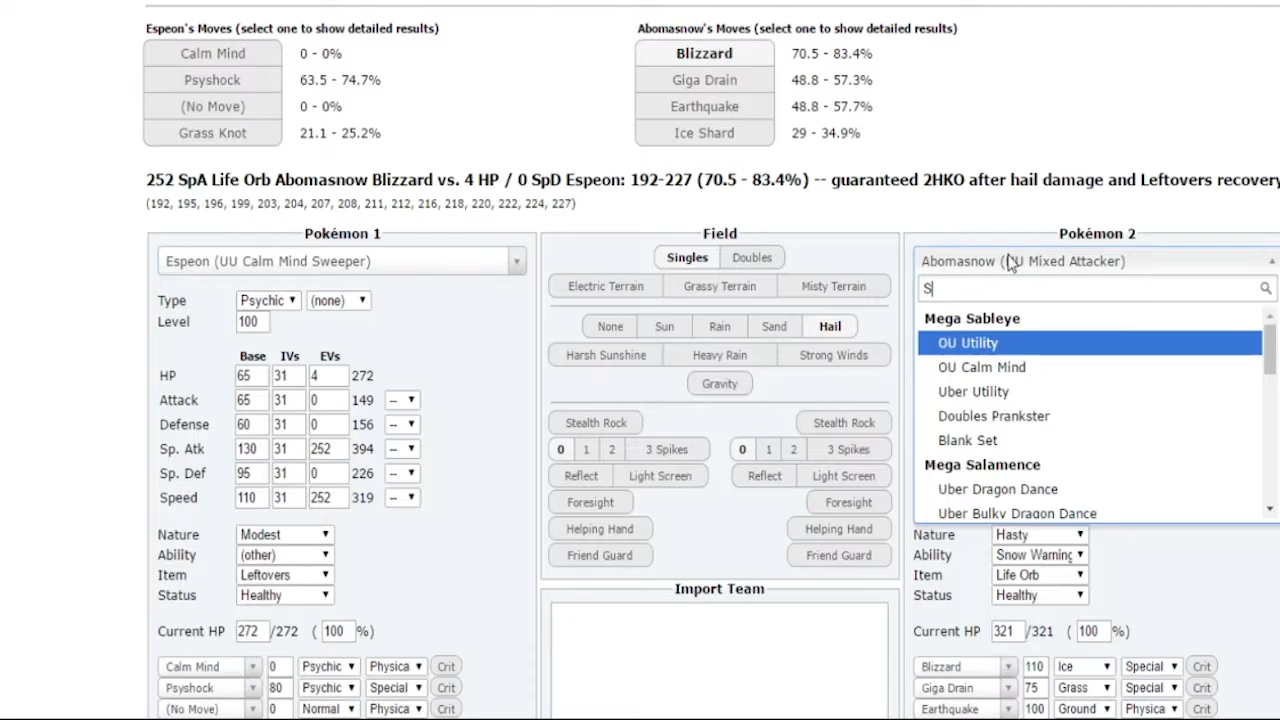 Espeon's Moves (select one to show detailed results)
Calm Mind 0 - 0%
Psyshock 63.5 - 74.7%
(No Move) 0 - 0%
Grass Knot 21.1 - 25.2%
Abomasnow's Moves (select one to show detailed results)
Blizzard 70.5 - 83.4%
Giga Drain 48.8 - 57.3%
Earthquake 48.8 - 57.7%
Ice Shard 29 - 34.9%
252 SpA Life Orb Abomasnow Blizzard vs. 4 HP / 0 SpD Espeon: 192-227 (70.5 - 83.4%) -- guaranteed 2HKO after hail damage and Leftovers recovery
(192, 195, 196, 199, 203, 204, 207, 208, 211, 212, 216, 218, 220, 222, 224, 227)
Pokémon 1
Espeon (UU Calm Mind Sweeper)
Type Psychic (none)
Level 100
Base IVs EVs
HP 65 31 4 272
Attack 65 31 0 149 --
Defense 60 31 0 156 --
Sp. Atk 130 31 252 394 --
Sp. Def 95 31 0 226 --
Speed 110 31 252 319 --
Nature Modest
Ability (other)
Item Leftovers
Status Healthy
Current HP 272 /272 ( 100 %)
Calm Mind 0 Psychic Physica Crit
Psyshock 80 Psychic Special Crit
(No Move) 0 Normal Physica Crit
Field
Singles Doubles
Electric Terrain Grassy Terrain Misty Terrain
None Sun Rain Sand Hail
Harsh Sunshine Heavy Rain Strong Winds
Gravity
Stealth Rock Stealth Rock
0 1 2 3 Spikes 0 1 2 3 Spikes
Reflect Light Screen Reflect Light Screen
Foresight Foresight
Helping Hand Helping Hand
Friend Guard Friend Guard
Import Team
Pokémon 2
Abomasnow ( U Mixed Attacker)
S
Mega Sableye
OU Utility
OU Calm Mind
Uber Utility
Doubles Prankster
Blank Set
Mega Salamence
Uber Dragon Dance
Uber Bulky Dragon Dance
Nature Hasty
Ability Snow Warning
Item Life Orb
Status Healthy
Current HP 321 /321 ( 100 %)
Blizzard 110 Ice Special Crit
Giga Drain 75 Grass Special Crit
Earthquake 100 Ground Physica Crit